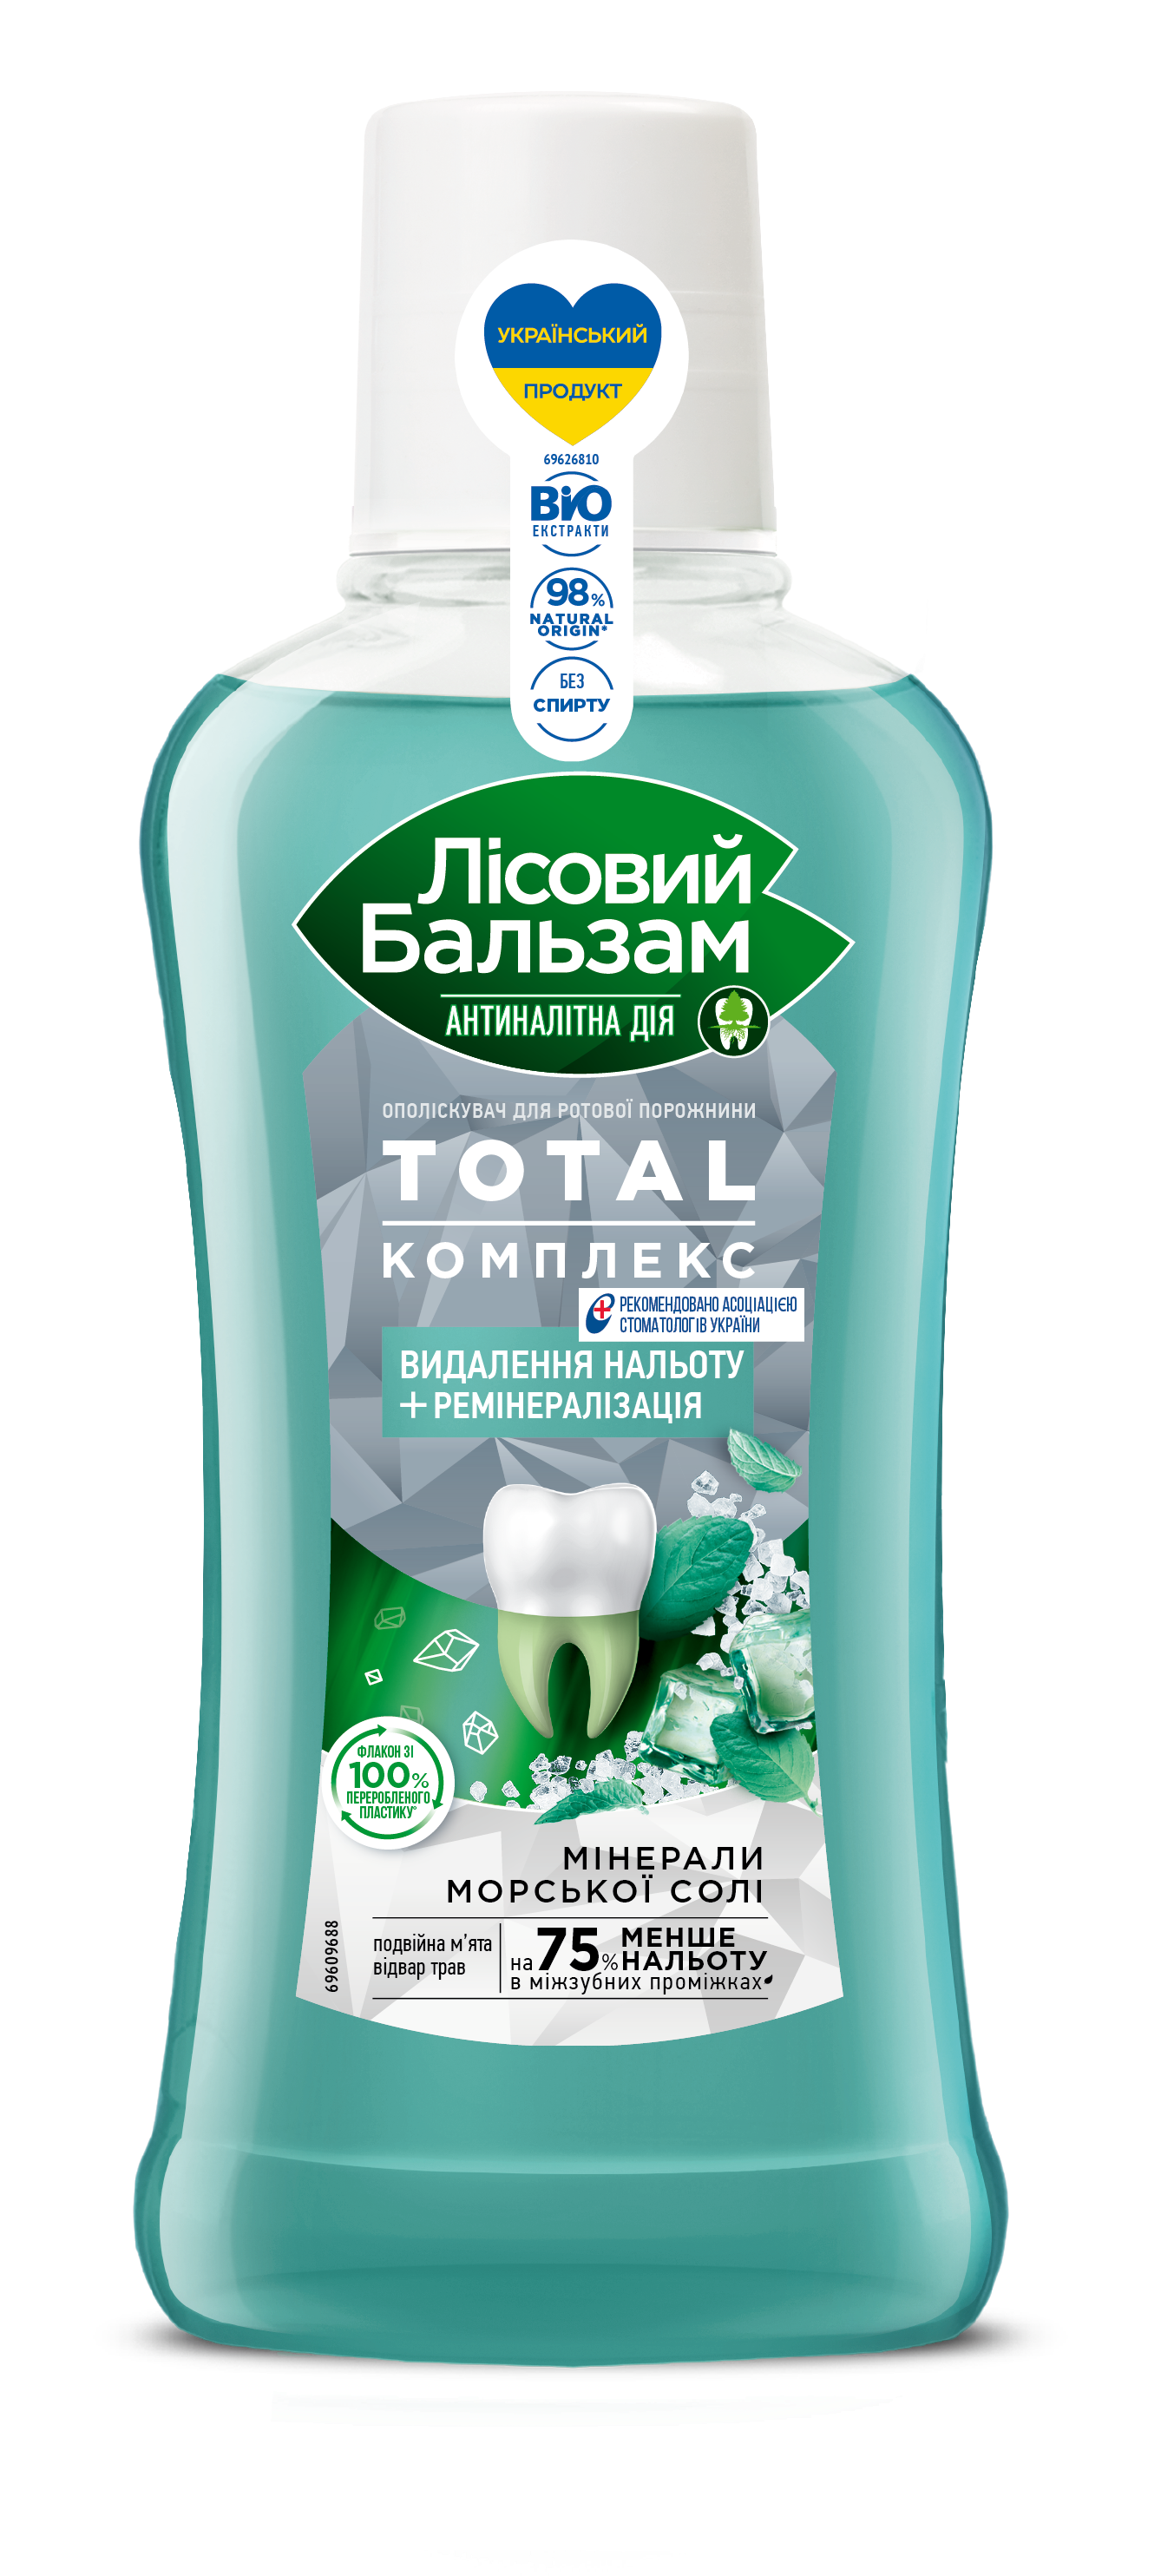 УКРАЇНСЬКИЙ
ПРОДУКТ
69626810
BіO
ЕКСТРАКТИ
98%
NATURAL
ORIGIN*
БЕЗ
СПИРТУ
Лісовий
Бальзам
АНТИНАЛІТНА ДІЯ
ОПОЛІСКУВАЧ ДЛЯ РОТОВОЇ ПОРОЖНИНИ
TOTAL
КОМПЛЕКС
РЕКОМЕНДОВАНО АСОЦІАЦІЄЮ
СТОМАТОЛОГІВ УКРАЇНИ
ВИДАЛЕННЯ НАЛЬОТУ
+РЕМІНЕРАЛІЗАЦІЯ
ФЛАКОН ЗІ
100%
ПЕРЕРОБЛЕНОГО
ПЛАСТИКУ*
МІНЕРАЛИ
МОРСЬКОЇ СОЛІ
69609688
подвійна м'ята
відвар трав
на 75% МЕНШЕ
НАЛЬОТУ
в міжзубних проміжках